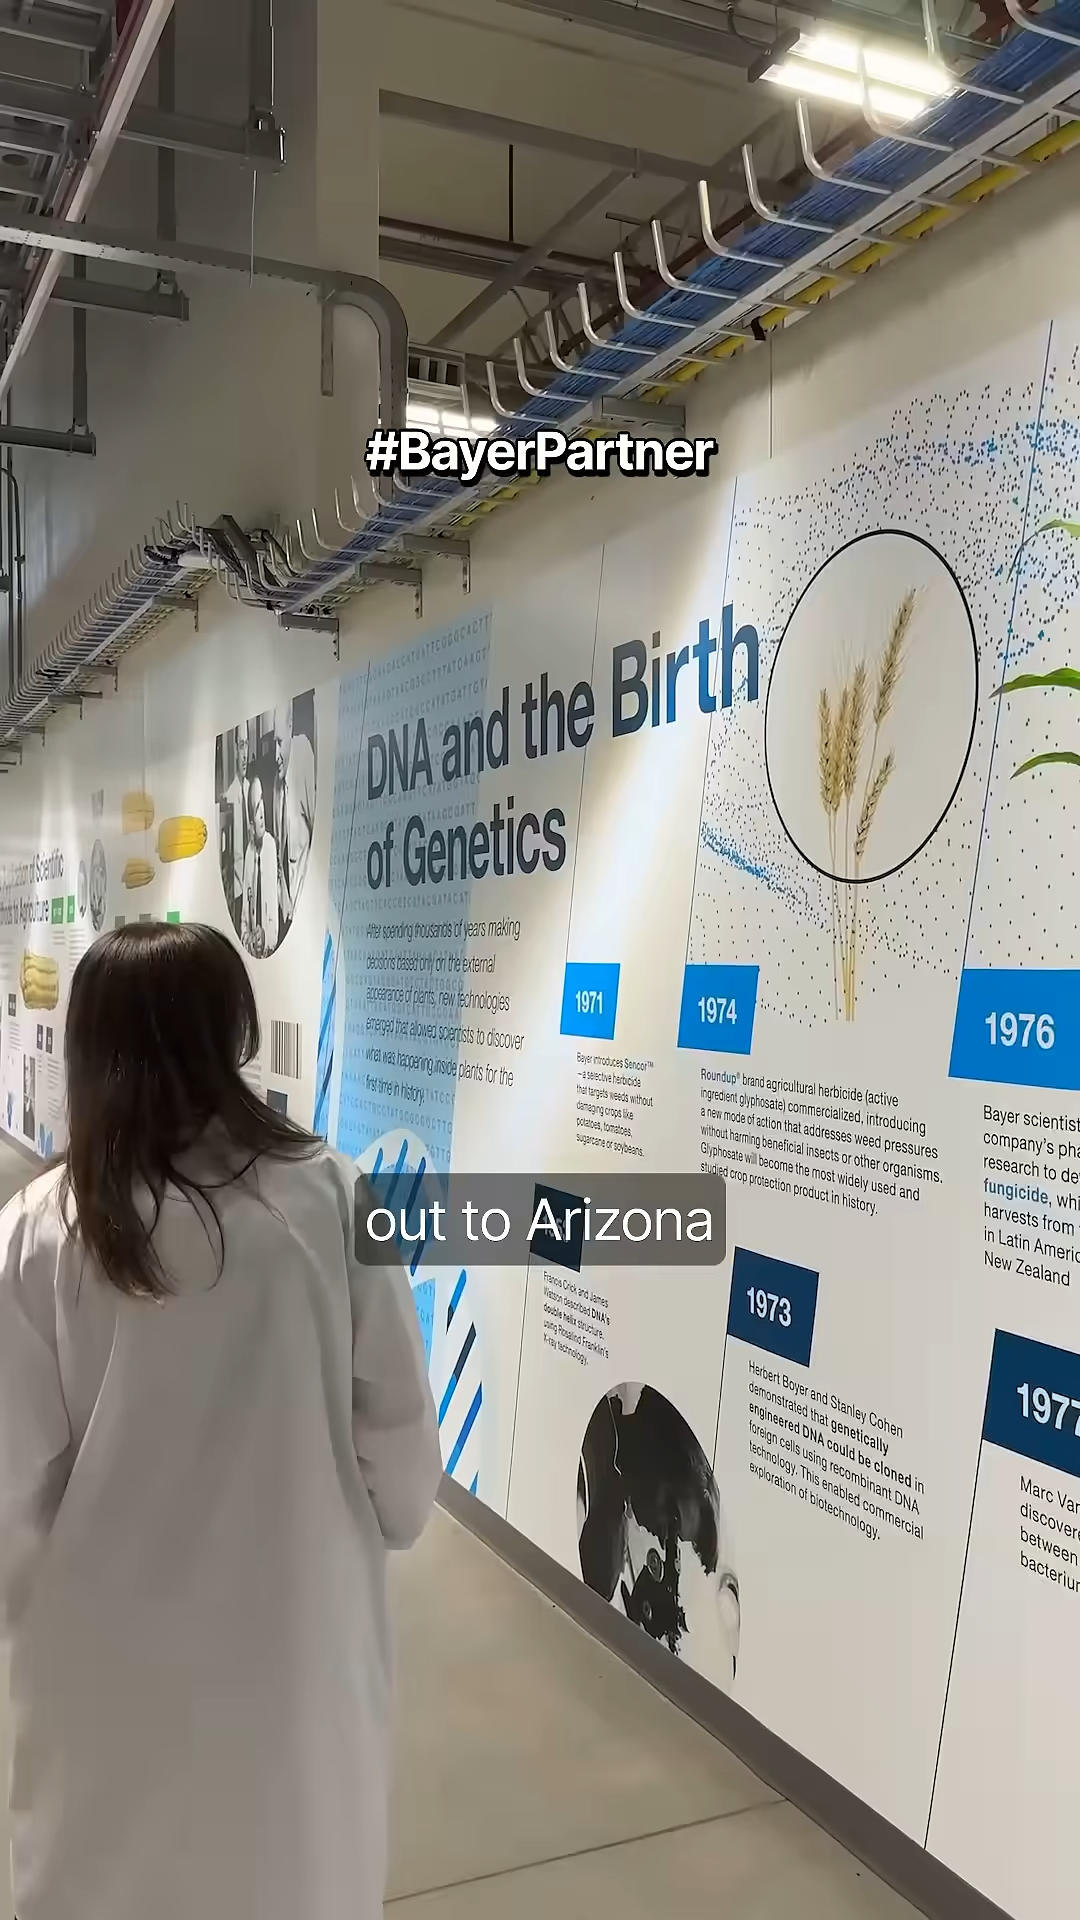 #BayerPartner
DNA and the Birth
of Genetics
After spending thousands of years making
decisions based only on the external
appearance of plants, new technologies
emerged that allowed scientists to discover
what was happening inside plants for the
first time in history.
1971
Bayer introduces Sencor™
– a selective herbicide
that targets weeds without
damaging crops like
potatoes, tomatoes,
sugarcane or soybeans.
1974
Roundup® brand agricultural herbicide (active
ingredient glyphosate) commercialized, introducing
a new mode of action that addresses weed pressures
without harming beneficial insects or other organisms.
Glyphosate will become the most widely used and
studied crop protection product in history.
1976
Bayer scientist
company's pha
research to de
fungicide, whi
harvests from
in Latin Americ
New Zealand
out to Arizona
Francis Crick and James
Watson described DNA's
double helix structure,
using Rosalind Franklin's
X-ray technology.
1973
Herbert Boyer and Stanley Cohen
demonstrated that genetically
engineered DNA could be cloned in
foreign cells using recombinant DNA
technology. This enabled commercial
exploration of biotechnology.
1977
Marc Van
discovere
between
bacteriur